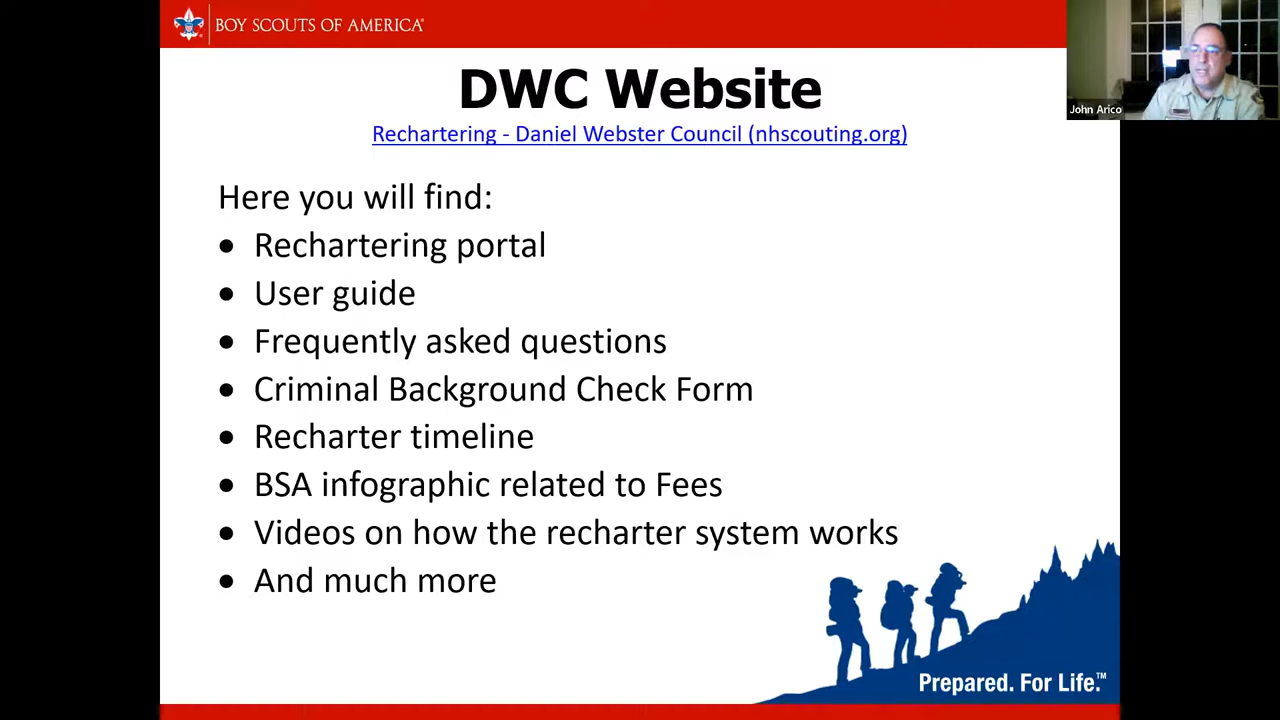 BOY SCOUTS OF AMERICA®
DWC Website
Rechartering - Daniel Webster Council (nhscouting.org)
John Arico
Here you will find:
• Rechartering portal
• User guide
• Frequently asked questions
• Criminal Background Check Form
• Recharter timeline
• BSA infographic related to Fees
• Videos on how the recharter system works
• And much more
Prepared. For Life.™